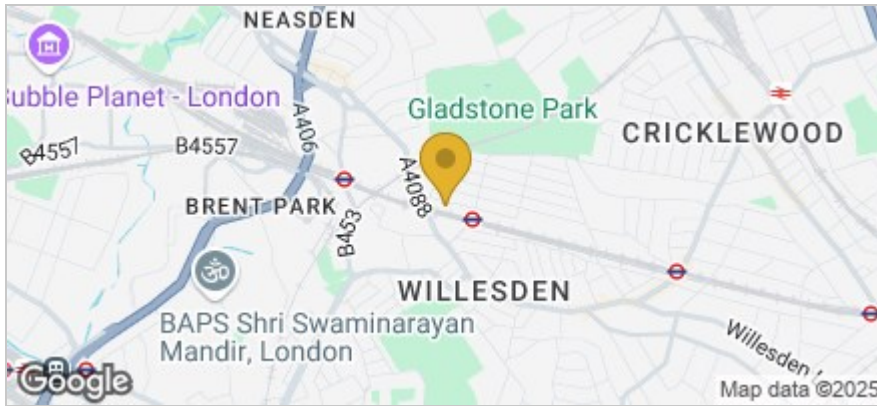 NEASDEN
Bubble Planet - London
A406
Gladstone Park
CRICKLEWOOD
B4557
B4557
A4088
BRENT PARK
B453
WILLESDEN
BAPS Shri Swaminarayan
Mandir, London
Willesden
Google
Map data ©2025